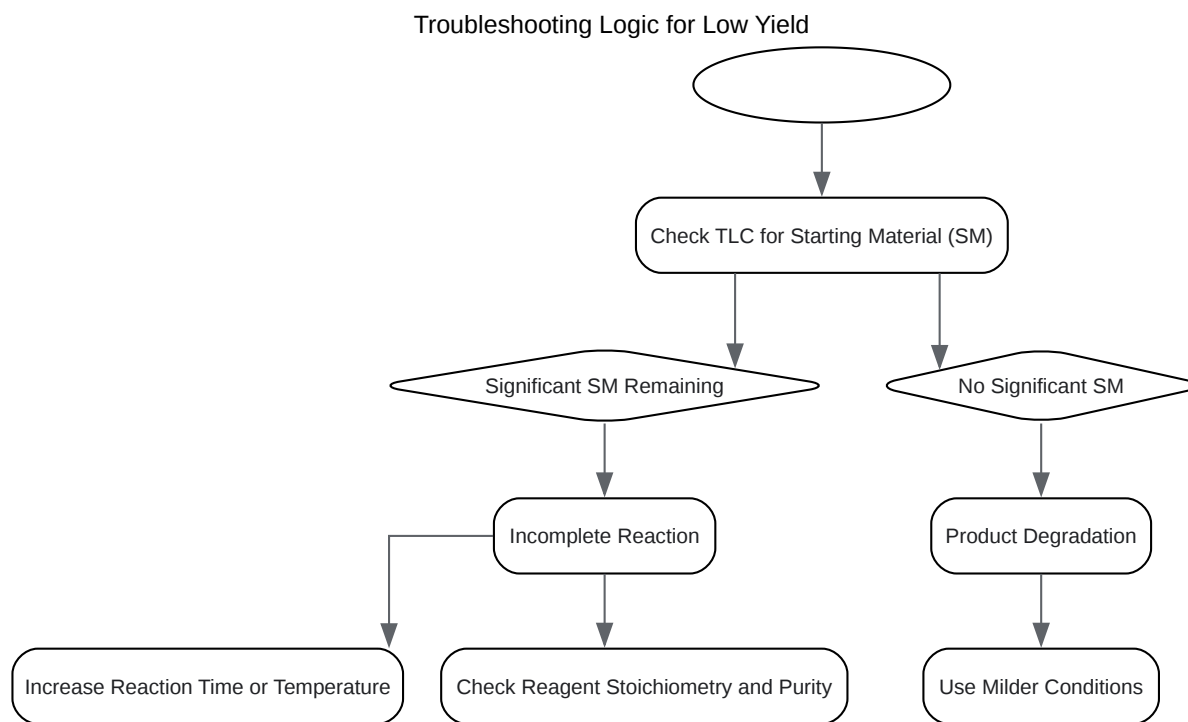 Troubleshooting Logic for Low Yield
Check TLC for Starting Material (SM)
Significant SM Remaining
No Significant SM
Incomplete Reaction
Product Degradation
Increase Reaction Time or Temperature
Check Reagent Stoichiometry and Purity
Use Milder Conditions